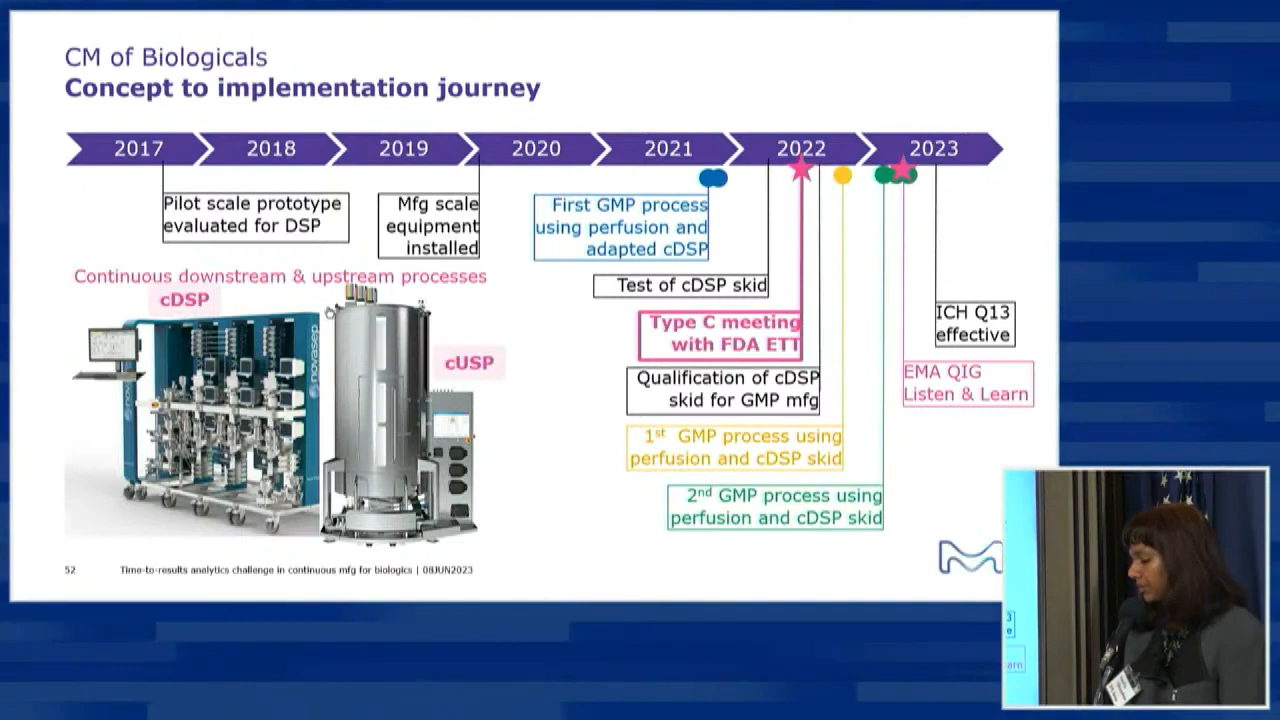 CM of Biologicals
Concept to implementation journey
2017 2018 2019 2020 2021 2022 2023
Pilot scale prototype
evaluated for DSP
Mfg scale
equipment
installed
First GMP process
using perfusion and
adapted cDSP
Continuous downstream & upstream processes
cDSP
cUSP
novasep
novasep
Test of cDSP skid
Type C meeting
with FDA ETT
Qualification of cDSP
skid for GMP mfg
1st GMP process using
perfusion and cDSP skid
2nd GMP process using
perfusion and cDSP skid
ICH Q13
effective
EMA QIG
Listen & Learn
52 Time-to-results analytics challenge in continuous mfg for biologics | 08JUN2023
3
e
arn